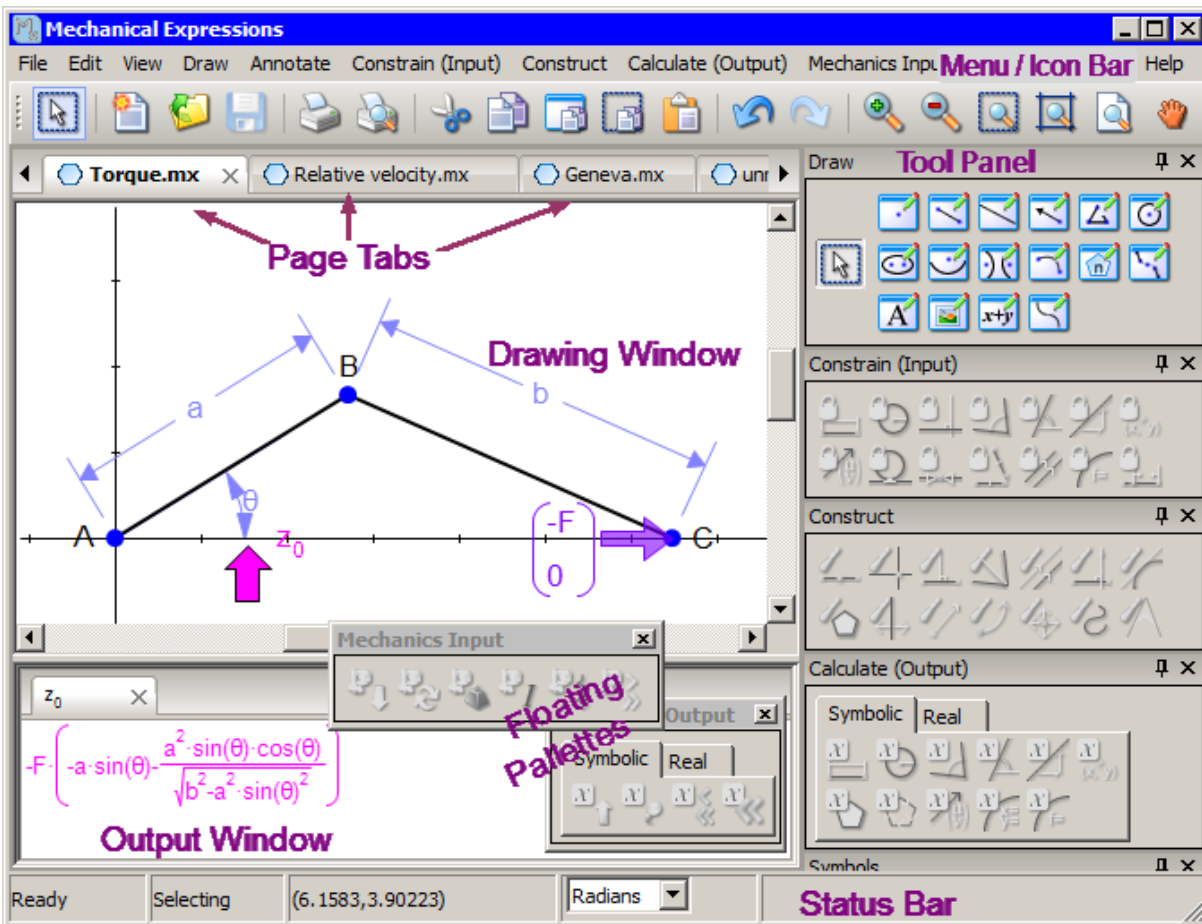 Mechanical Expressions
File Edit View Draw Annotate Constrain (Input) Construct Calculate (Output) Mechanics Inpu Menu / Icon Bar Help
Torque.mx Relative velocity.mx Geneva.mx unr
Draw Tool Panel
Page Tabs
n
A x+y
Drawing Window
Constrain (Input)
B
a
b
θ
A z₀ C
-F
0
Construct
Mechanics Input
Calculate (Output)
z₀
Floating
Pallettes
Output
Symbolic Real
Symbolic Real
-F·(-a·sin(θ)-a²·sin(θ)·cos(θ)/√b²-a²·sin(θ)²)
Output Window
Symbols
Ready Selecting (6.1583,3.90223) Radians Status Bar